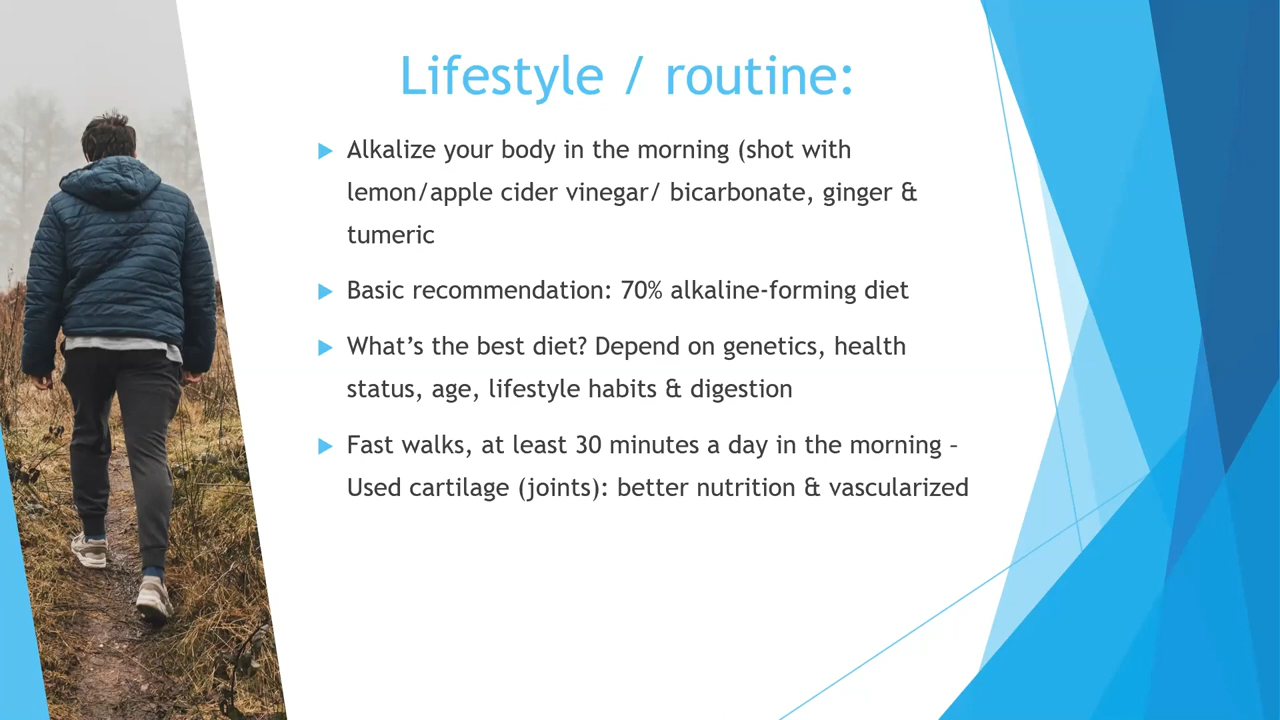 Lifestyle / routine:
Alkalize your body in the morning (shot with
lemon/apple cider vinegar/ bicarbonate, ginger &
tumeric
Basic recommendation: 70% alkaline-forming diet
What’s the best diet? Depend on genetics, health
status, age, lifestyle habits & digestion
Fast walks, at least 30 minutes a day in the morning –
Used cartilage (joints): better nutrition & vascularized